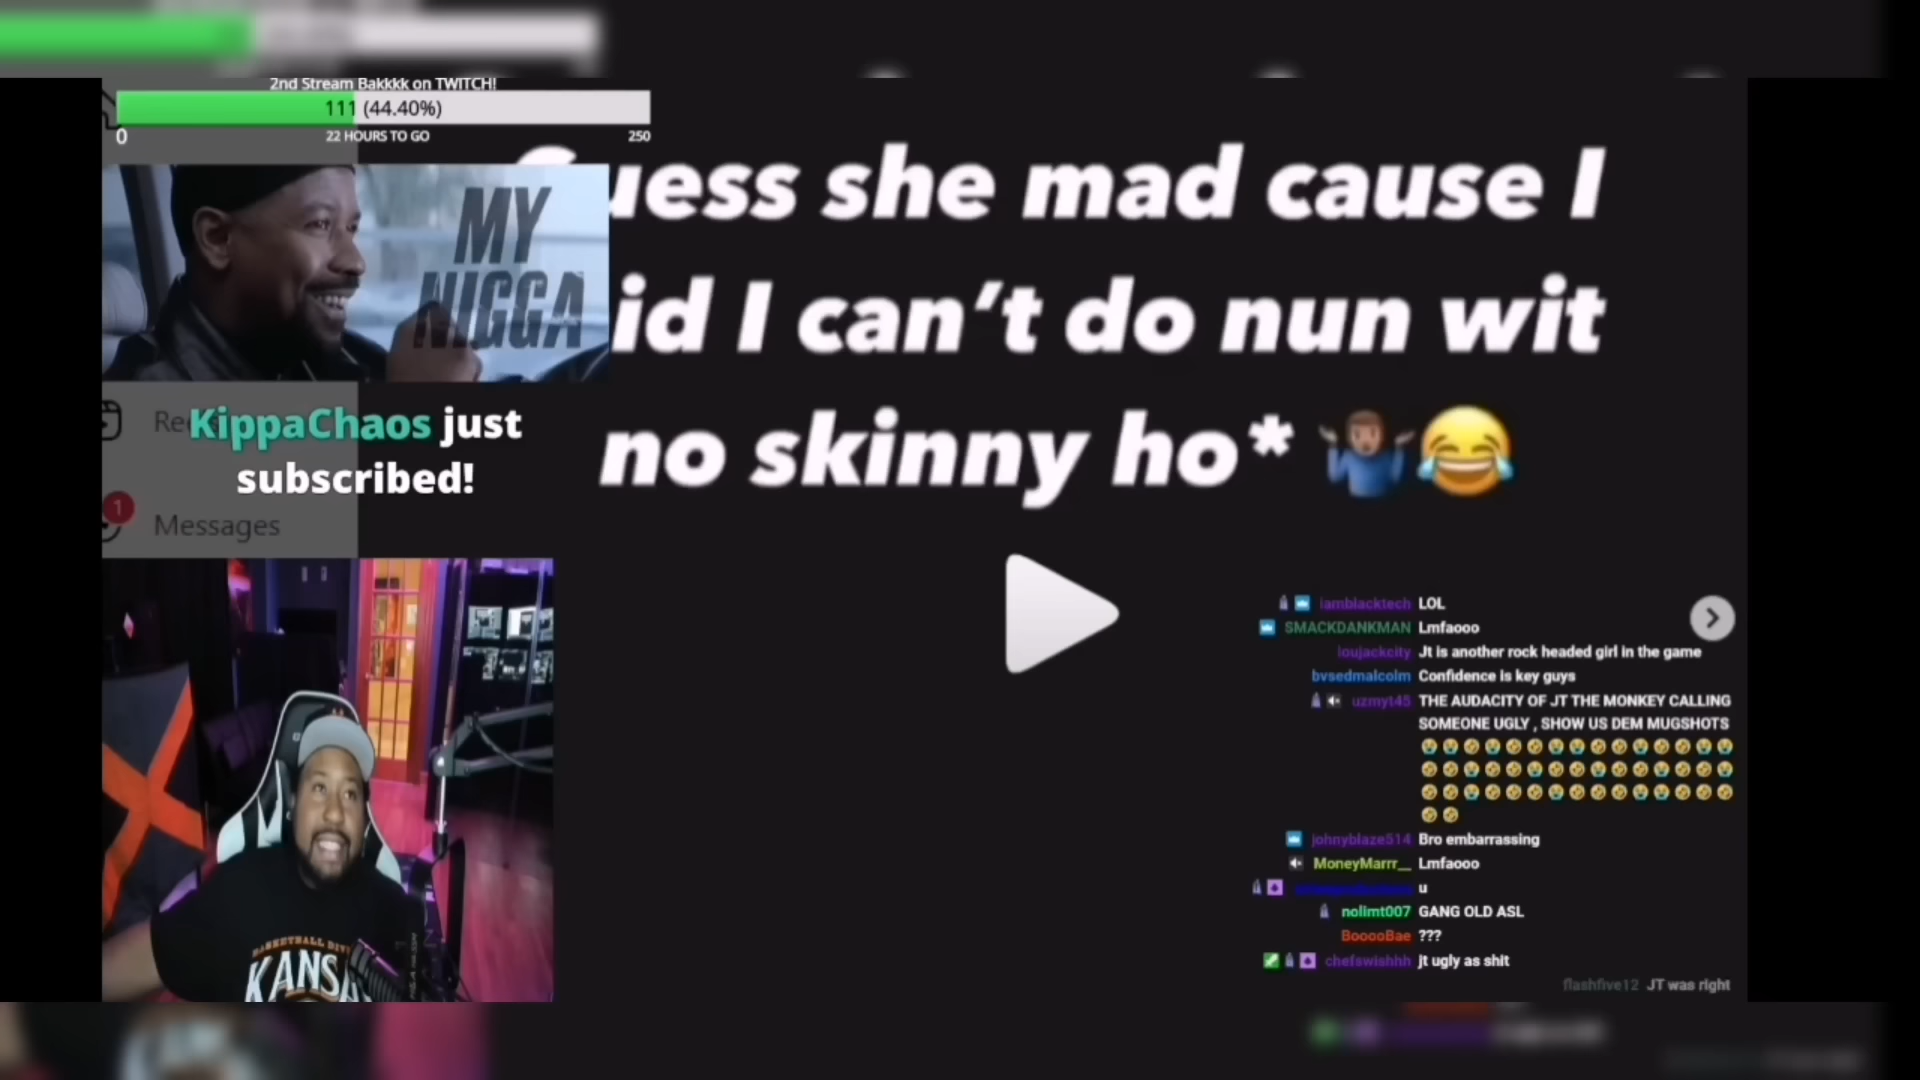 2nd Stream Bakkkk on TWITCH!
111 (44.40%)
0
22 HOURS TO GO
250
MY
NIGGA
uess she mad cause I
id I can't do nun wit
no skinny ho* 🤷🏽‍♂️😂
KippaChaos just
subscribed!
1
Messages
KANSA
iamblacktech LOL
SMACKDANKMAN Lmfaooo
loujackcity Jt is another rock headed girl in the game
bvsedmalcolm Confidence is key guys
uzmyt45 THE AUDACITY OF JT THE MONKEY CALLING
SOMEONE UGLY , SHOW US DEM MUGSHOTS
johnyblaze514 Bro embarrassing
MoneyMarrr__ Lmfaooo
u
nolimt007 GANG OLD ASL
BooooBae ???
chefswishhh jt ugly as shit
flashfive12 JT was right